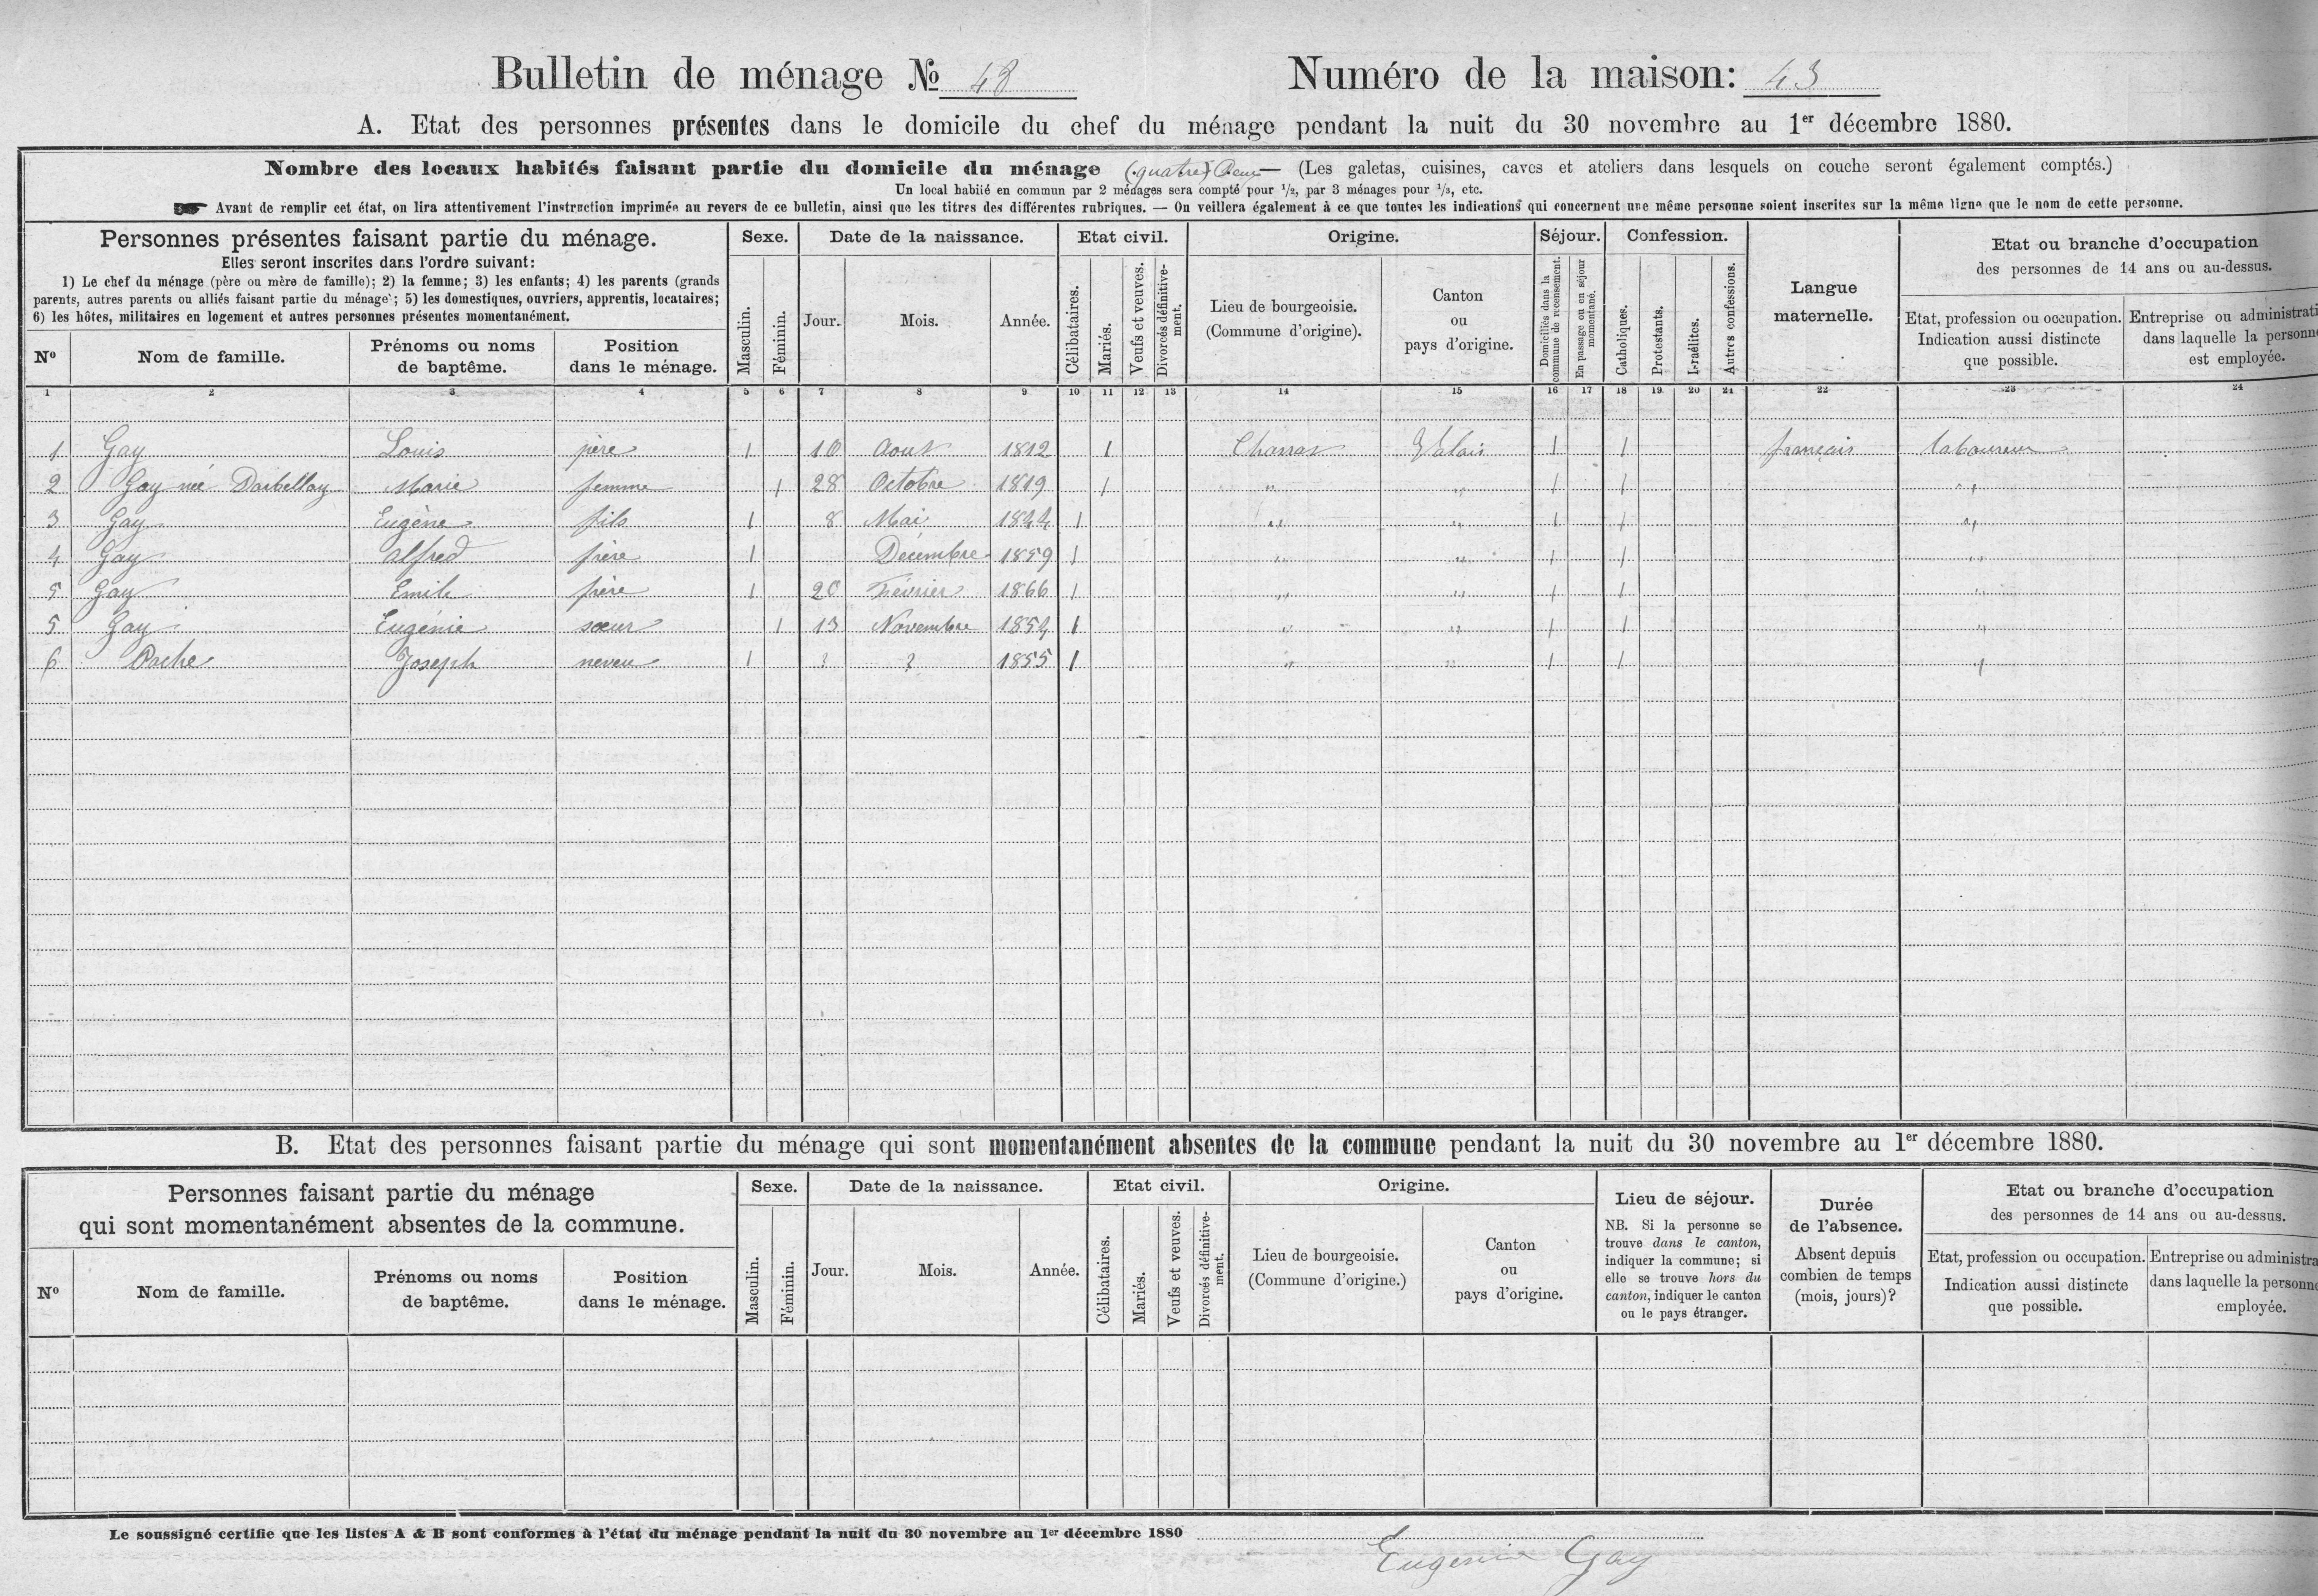 Bulletin de ménage № 48 Numéro de la maison: 43
A. Etat des personnes présentes dans le domicile du chef du ménage pendant la nuit du 30 novembre au 1er décembre 1880.
Nombre des locaux habités faisant partie du domicile du ménage (quatre) Deux — (Les galetas, cuisines, caves et ateliers dans lesquels on couche seront également comptés.)
Un local habité en commun par 2 ménages sera compté pour 1/2, par 3 ménages pour 1/3, etc.
Avant de remplir cet état, on lira attentivement l'instruction imprimée au revers de ce bulletin, ainsi que les titres des différentes rubriques. — On veillera également à ce que toutes les indications qui concernent une même personne soient inscrites sur la même ligne que le nom de cette personne.
Personnes présentes faisant partie du ménage.
Elles seront inscrites dans l'ordre suivant:
1) Le chef du ménage (père ou mère de famille); 2) la femme; 3) les enfants; 4) les parents (grands
parents, autres parents ou alliés faisant partie du ménage); 5) les domestiques, ouvriers, apprentis, locataires;
6) les hôtes, militaires en logement et autres personnes présentes momentanément.
No Nom de famille. Prénoms ou noms de baptême. Position dans le ménage.
Sexe. Masculin. Féminin.
Date de la naissance. Jour. Mois. Année.
Etat civil. Célibataires. Mariés. Veufs et veuves. Divorcés définitive-ment.
Origine. Lieu de bourgeoisie. (Commune d'origine). Canton ou pays d'origine.
Séjour. Domiciliés dans la commune de recensement. En passage ou en séjour momentané.
Confession. Catholiques. Protestants. Israélites. Autres confessions.
Langue maternelle.
Etat ou branche d'occupation des personnes de 14 ans ou au-dessus.
Etat, profession ou occupation. Indication aussi distincte que possible. Entreprise ou administrati dans laquelle la personne est employée.
1 2 3 4 5 6 7 8 9 10 11 12 13 14 15 16 17 18 19 20 21 22 23 24
1 Gay Louis père 1 10 Aout 1812 1 Charrat Valais 1 1 français laboureur
2 Gay née Darbellay Marie femme 1 28 Octobre 1819 1 " " 1 1 "
3 Gay Eugène fils 1 8 Mai 1844 1 " " 1 1 "
4 Gay Alfred frère 1 Décembre 1859 1 " " 1 1 "
5 Gay Emile frère 1 20 Février 1866 1 " " 1 1 "
5 Gay Eugénie sœur 1 13 Novembre 1854 1 " " 1 1 "
6 Joseph neveu 1 ? ? 1855 1 " " 1 1 "
B. Etat des personnes faisant partie du ménage qui sont momentanément absentes de la commune pendant la nuit du 30 novembre au 1er décembre 1880.
Personnes faisant partie du ménage
qui sont momentanément absentes de la commune.
No Nom de famille. Prénoms ou noms de baptême. Position dans le ménage.
Sexe. Masculin. Féminin.
Date de la naissance. Jour. Mois. Année.
Etat civil. Célibataires. Mariés. Veufs et veuves. Divorcés définitive-ment.
Origine. Lieu de bourgeoisie. (Commune d'origine.) Canton ou pays d'origine.
Lieu de séjour.
NB. Si la personne se
trouve dans le canton,
indiquer la commune; si
elle se trouve hors du
canton, indiquer le canton
ou le pays étranger.
Durée de l'absence.
Absent depuis
combien de temps
(mois, jours)?
Etat ou branche d'occupation
des personnes de 14 ans ou au-dessus.
Etat, profession ou occupation. Indication aussi distincte que possible. Entreprise ou administra dans laquelle la personne employée.
Le soussigné certifie que les listes A & B sont conformes à l'état du ménage pendant la nuit du 30 novembre au 1er décembre 1880
Eugénie Gay